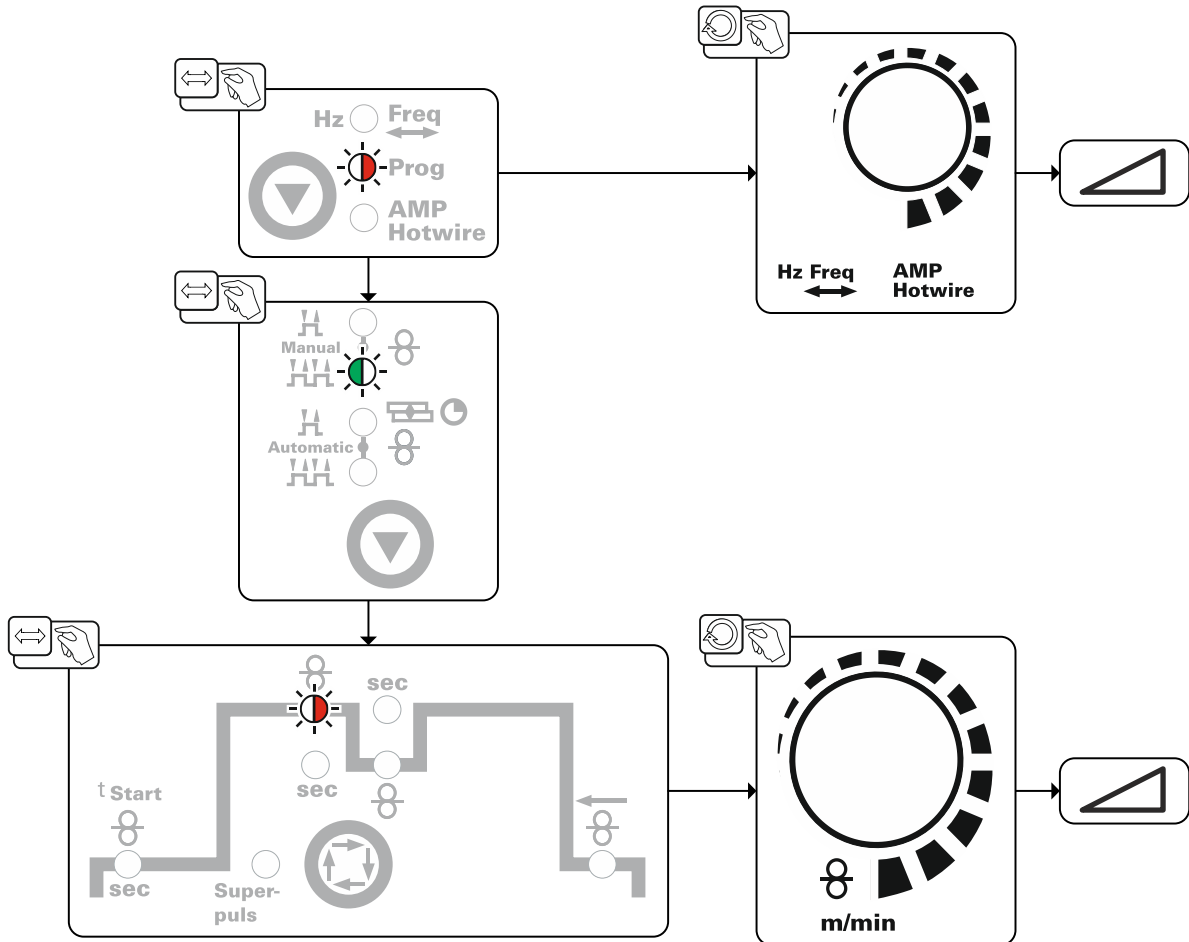 Hz Freq
Prog
AMP
Hotwire
Hz Freq
AMP
Hotwire
Manual
Automatic
sec
sec
t Start
sec
Super-
puls
m/min